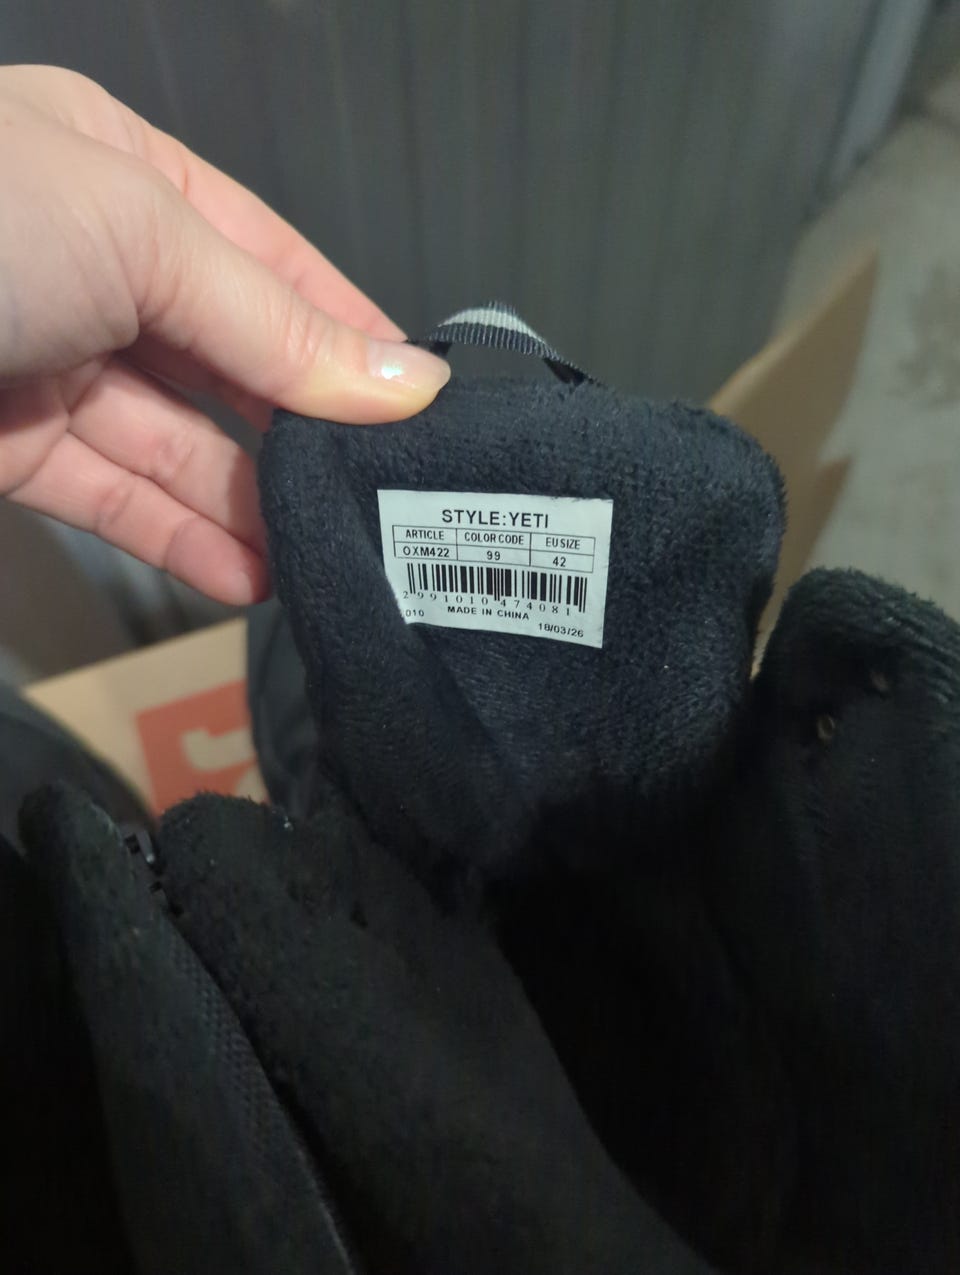 STYLE:YETI
ARTICLE COLOR CODE EU SIZE
OXM422 99 42
2991010474081
010 MADE IN CHINA
18/03/26